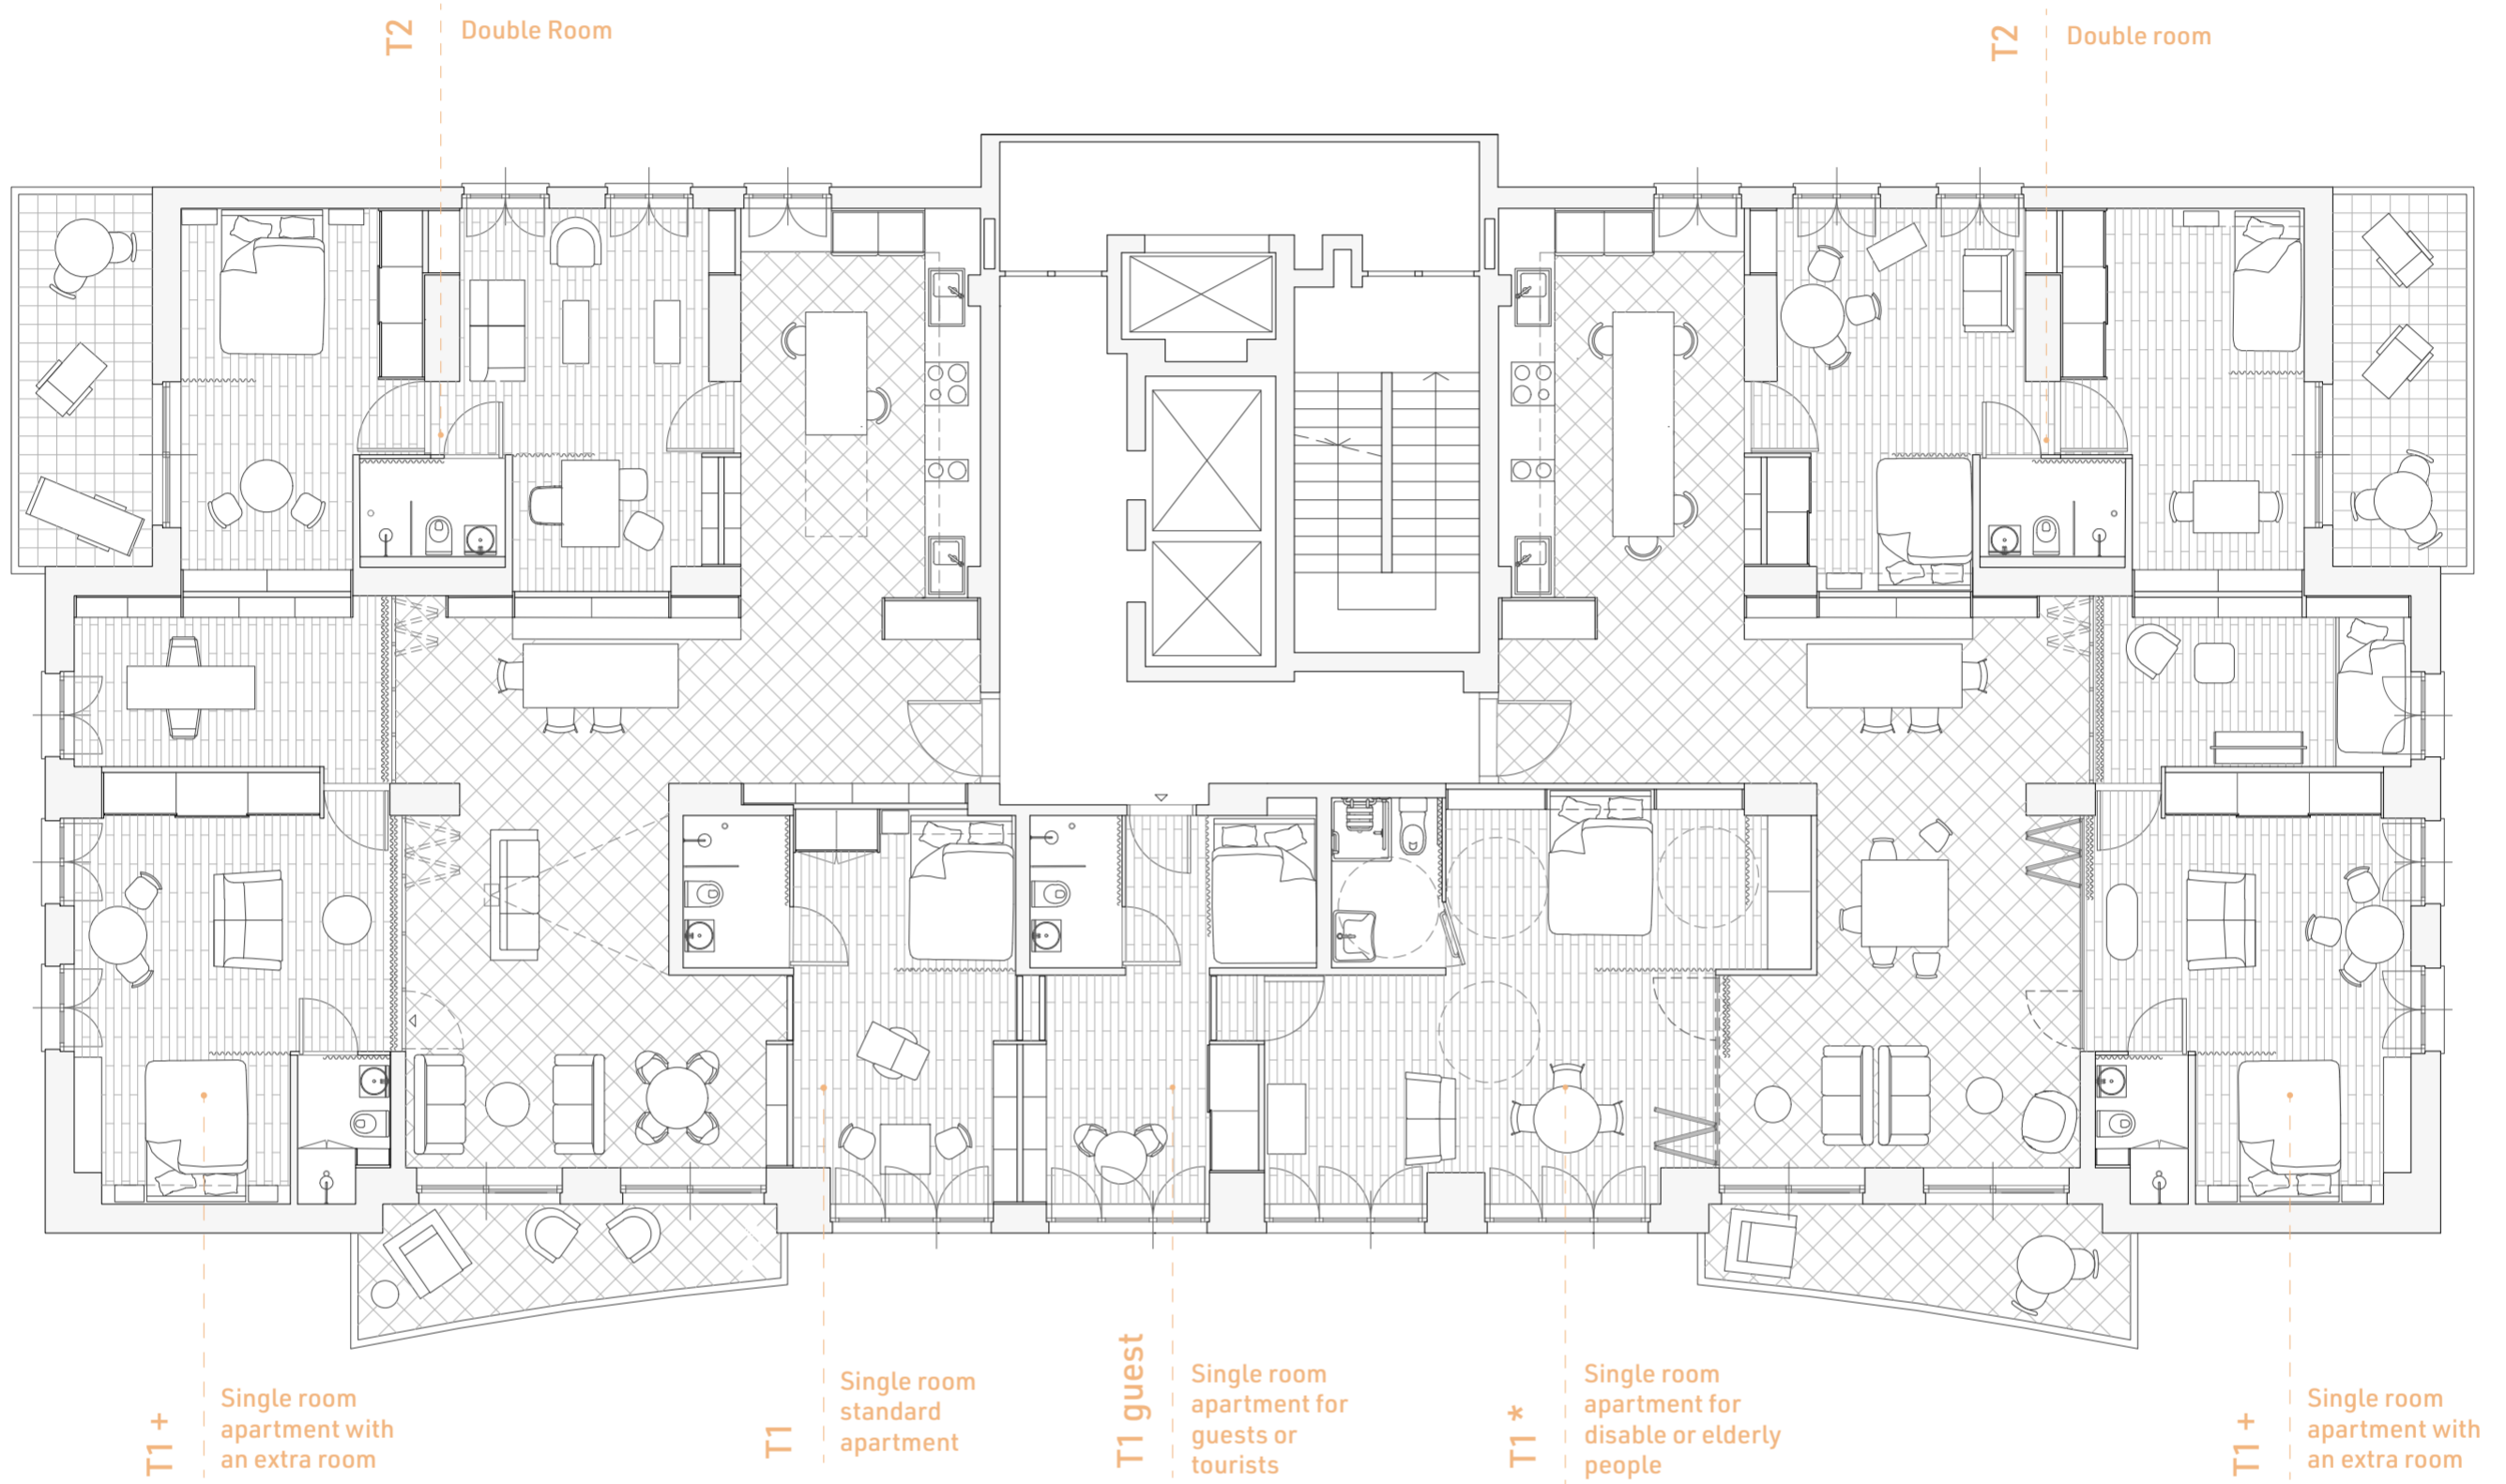 T2
Double Room
T2
Double room
T1 +
Single room
apartment with
an extra room
T1
Single room
standard
apartment
T1 guest
Single room
apartment for
guests or
tourists
T1 *
Single room
apartment for
disable or elderly
people
T1 +
Single room
apartment with
an extra room